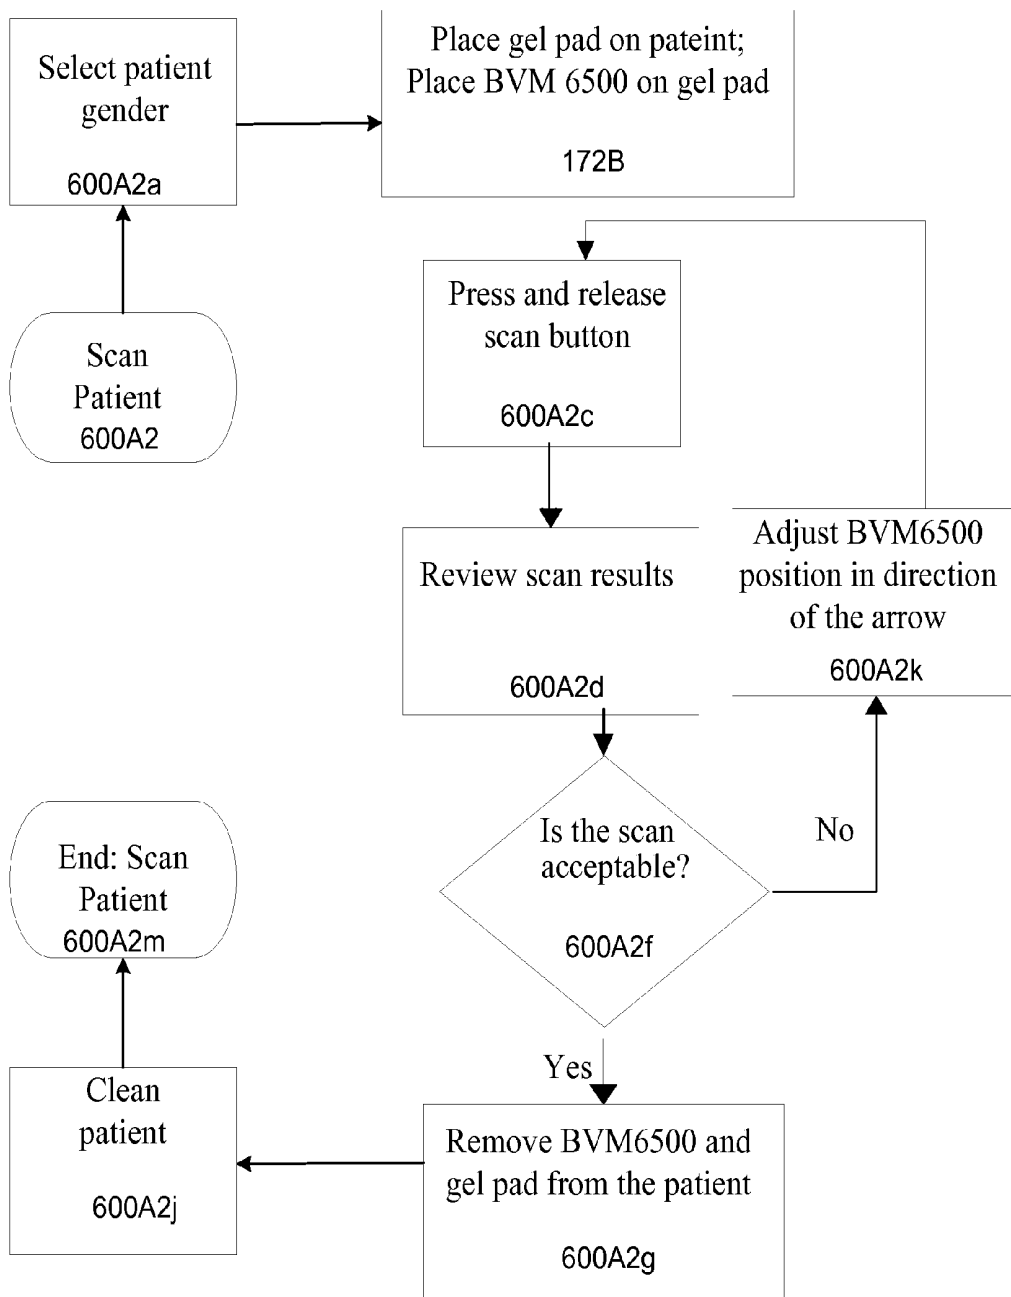 Select patient
gender
600A2a
Place gel pad on pateint;
Place BVM 6500 on gel pad
172B
Scan
Patient
600A2
Press and release
scan button
600A2c
Review scan results
600A2d
Adjust BVM6500
position in direction
of the arrow
600A2k
Is the scan
acceptable?
600A2f
No
Yes
Remove BVM6500 and
gel pad from the patient
600A2g
Clean
patient
600A2j
End: Scan
Patient
600A2m